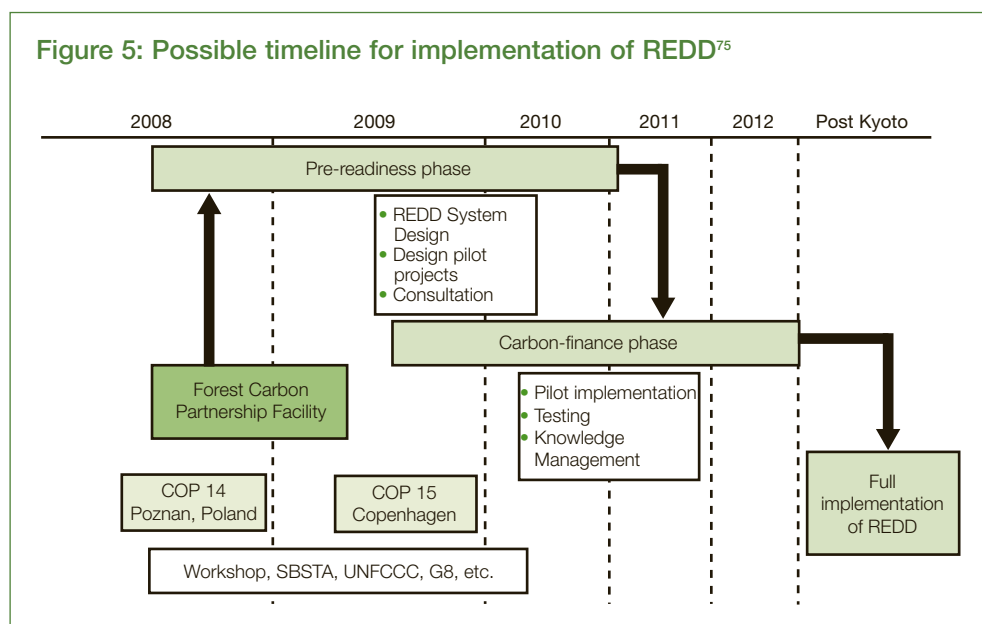 Figure 5: Possible timeline for implementation of REDD75
2008 2009 2010 2011 2012 Post Kyoto
Pre-readiness phase
• REDD System
Design
• Design pilot
projects
• Consultation
Carbon-finance phase
Forest Carbon
Partnership Facility
• Pilot implementation
• Testing
• Knowledge
Management
COP 14
Poznan, Poland
COP 15
Copenhagen
Full
implementation
of REDD
Workshop, SBSTA, UNFCCC, G8, etc.